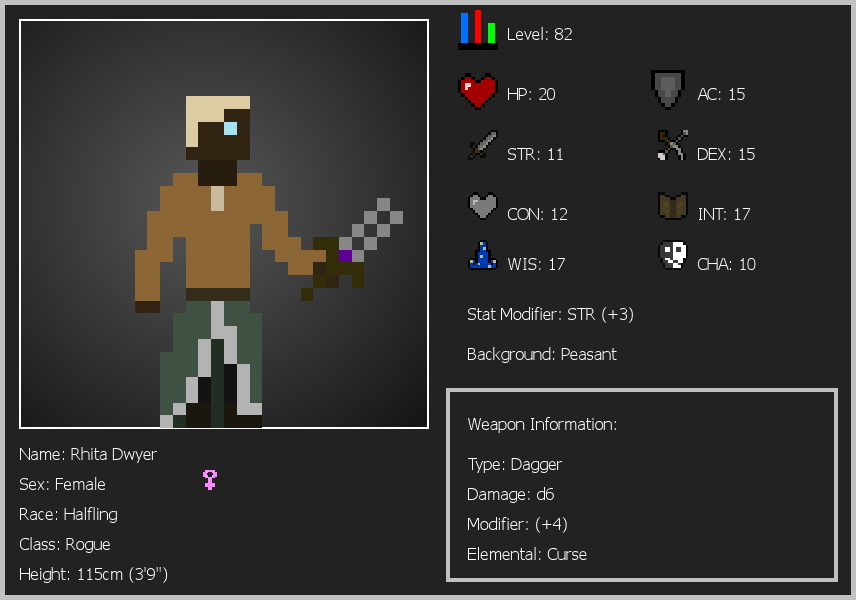 Level: 82
HP: 20
AC: 15
STR: 11
DEX: 15
CON: 12
INT: 17
WIS: 17
CHA: 10
Stat Modifier: STR (+3)
Background: Peasant
Weapon Information:
Type: Dagger
Damage: d6
Modifier: (+4)
Elemental: Curse
Name: Rhita Dwyer
Sex: Female
Race: Halfling
Class: Rogue
Height: 115cm (3'9")